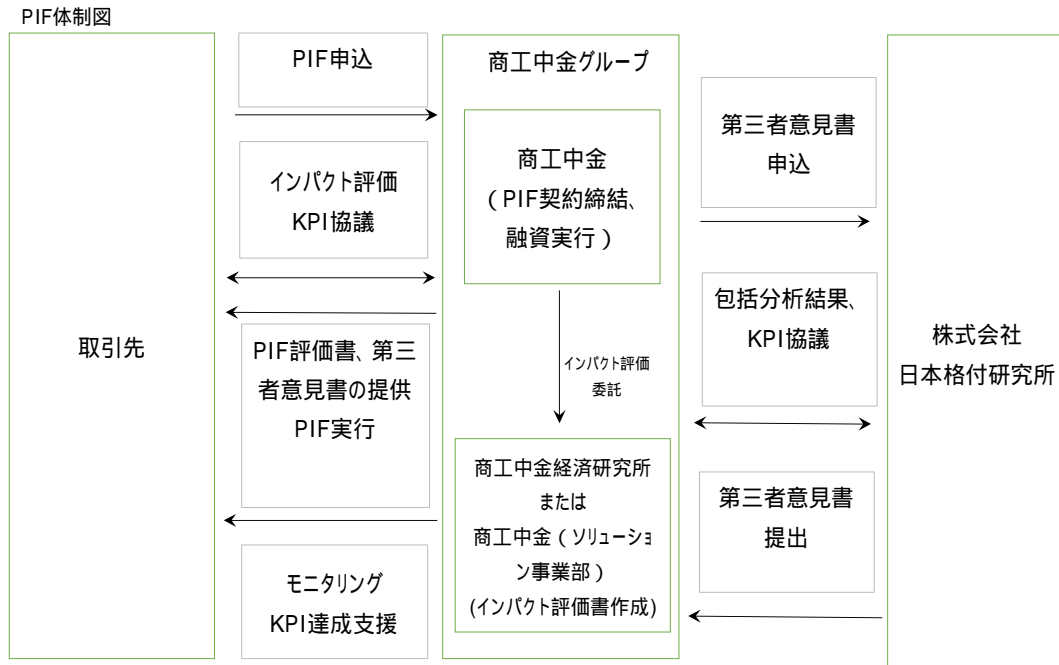 PIF体制図
取引先
PIF申込
インパクト評価
KPI協議
PIF評価書、第三
者意見書の提供
PIF実行
モニタリング
KPI達成支援
商工中金グループ
商工中金
(PIF契約締結、
融資実行)
インパクト評価
委託
商工中金経済研究所
または
商工中金(ソリューショ
ン事業部)
(インパクト評価書作成)
第三者意見書
申込
包括分析結果、
KPI協議
第三者意見書
提出
株式会社
日本格付研究所